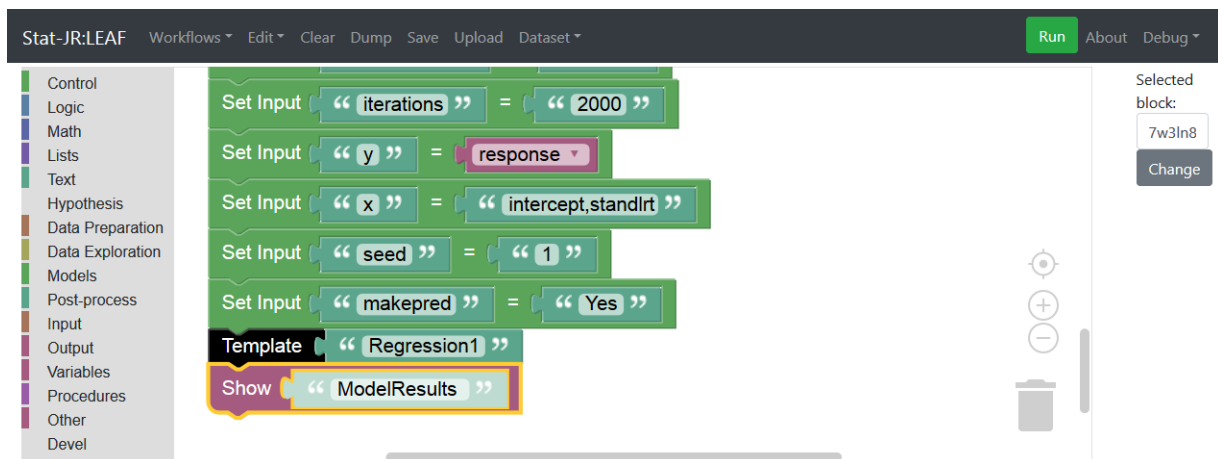 Stat-JR:LEAF Workflows Edit Clear Dump Save Upload Dataset Run About Debug
Control
Logic
Math
Lists
Text
Hypothesis
Data Preparation
Data Exploration
Models
Post-process
Input
Output
Variables
Procedures
Other
Devel
Set Input “ iterations ” = “ 2000 ”
Set Input “ y ” = response
Set Input “ x ” = “ intercept,standlrt ”
Set Input “ seed ” = “ 1 ”
Set Input “ makepred ” = “ Yes ”
Template “ Regression1 ”
Show “ ModelResults ”
Selected
block:
7w3ln8
Change